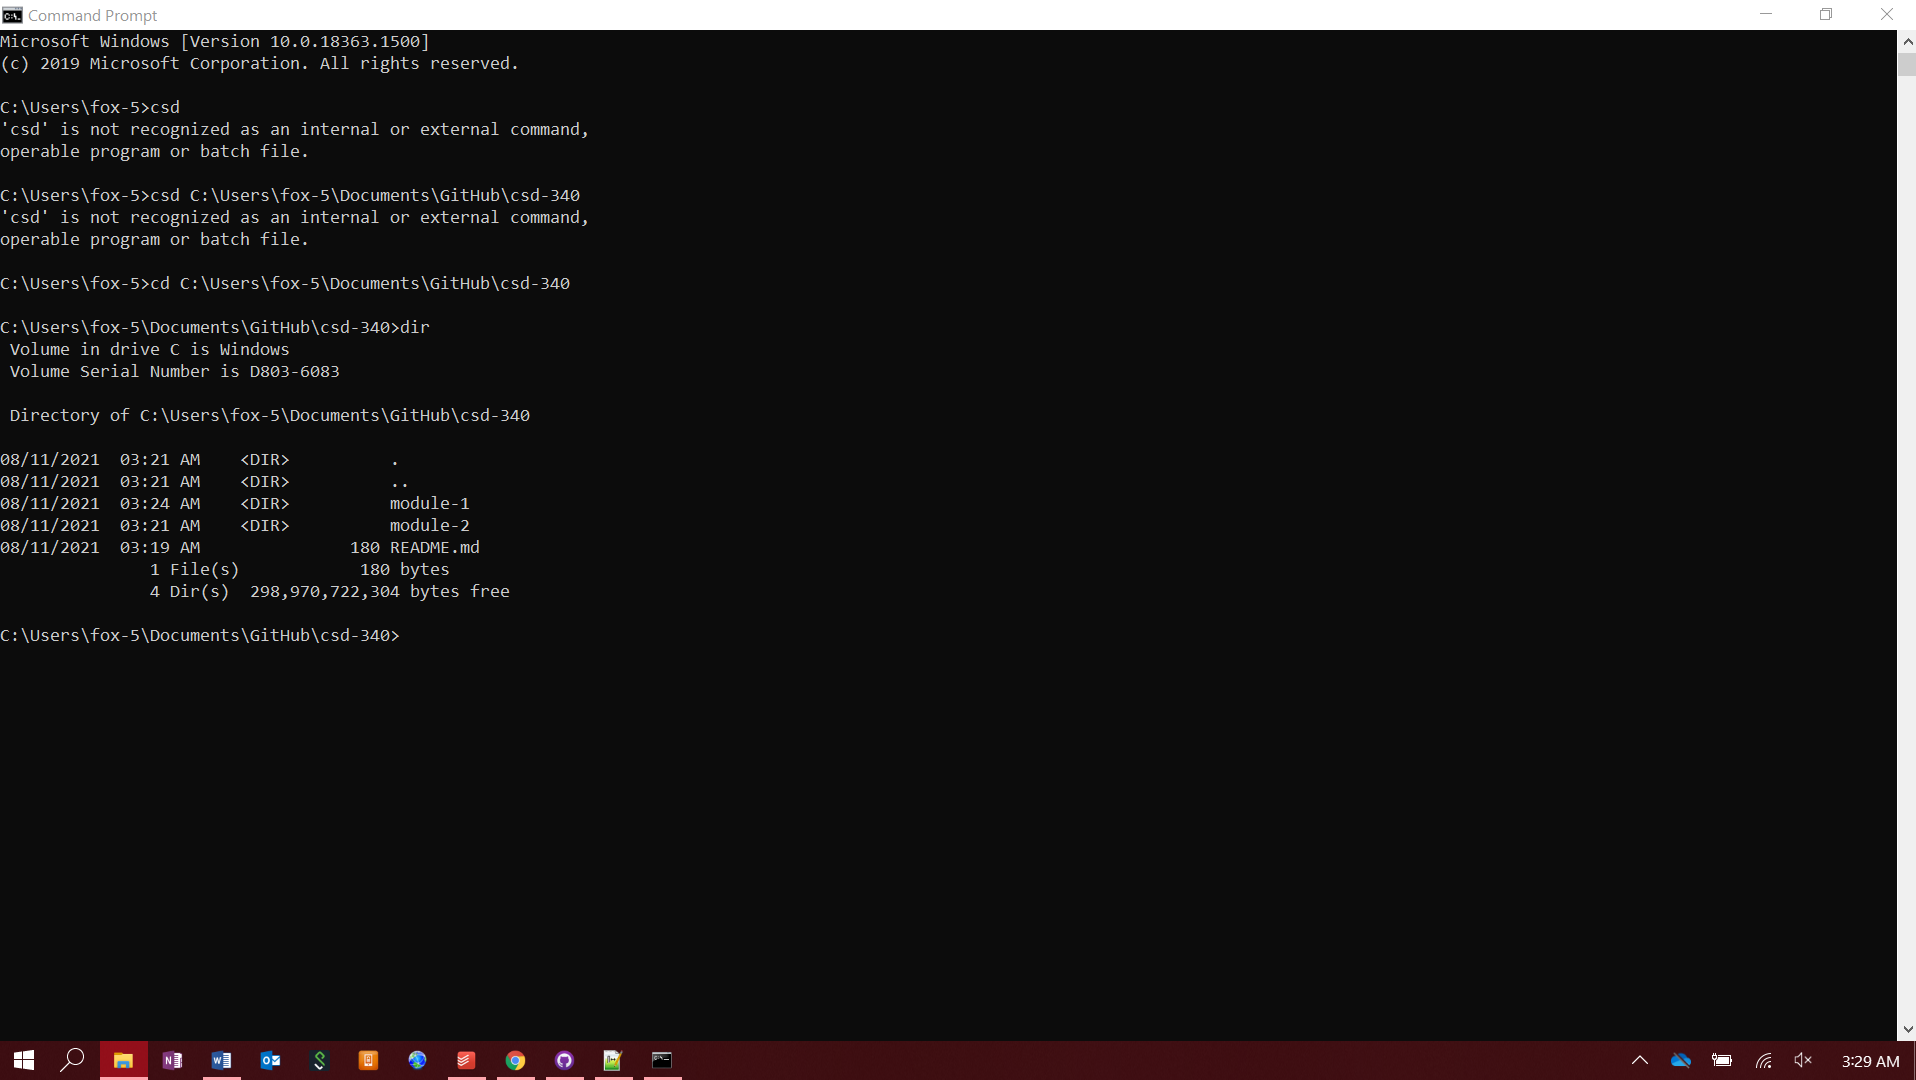 Command Prompt
Microsoft Windows [Version 10.0.18363.1500]
(c) 2019 Microsoft Corporation. All rights reserved.
C:\Users\fox-5>csd
'csd' is not recognized as an internal or external command,
operable program or batch file.
C:\Users\fox-5>csd C:\Users\fox-5\Documents\GitHub\csd-340
'csd' is not recognized as an internal or external command,
operable program or batch file.
C:\Users\fox-5>cd C:\Users\fox-5\Documents\GitHub\csd-340
C:\Users\fox-5\Documents\GitHub\csd-340>dir
Volume in drive C is Windows
Volume Serial Number is D803-6083
Directory of C:\Users\fox-5\Documents\GitHub\csd-340
08/11/2021  03:21 AM    <DIR>          .
08/11/2021  03:21 AM    <DIR>          ..
08/11/2021  03:24 AM    <DIR>          module-1
08/11/2021  03:21 AM    <DIR>          module-2
08/11/2021  03:19 AM               180 README.md
1 File(s)            180 bytes
4 Dir(s)  298,970,722,304 bytes free
C:\Users\fox-5\Documents\GitHub\csd-340>
3:29 AM